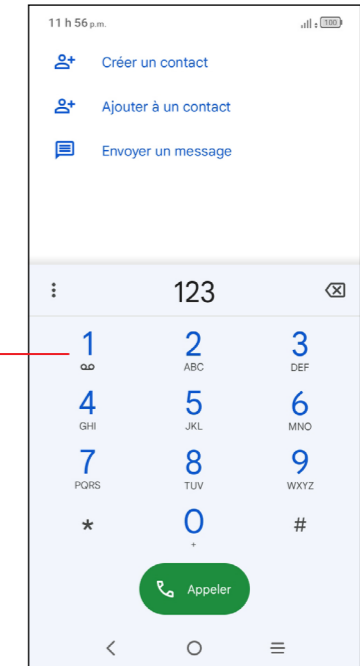 11 h 56 p.m. 100
Créer un contact
Ajouter à un contact
Envoyer un message
123
1 2 3
ABC DEF
4 5 6
GHI JKL MNO
7 8 9
PQRS TUV WXYZ
* 0 #
+
Appeler